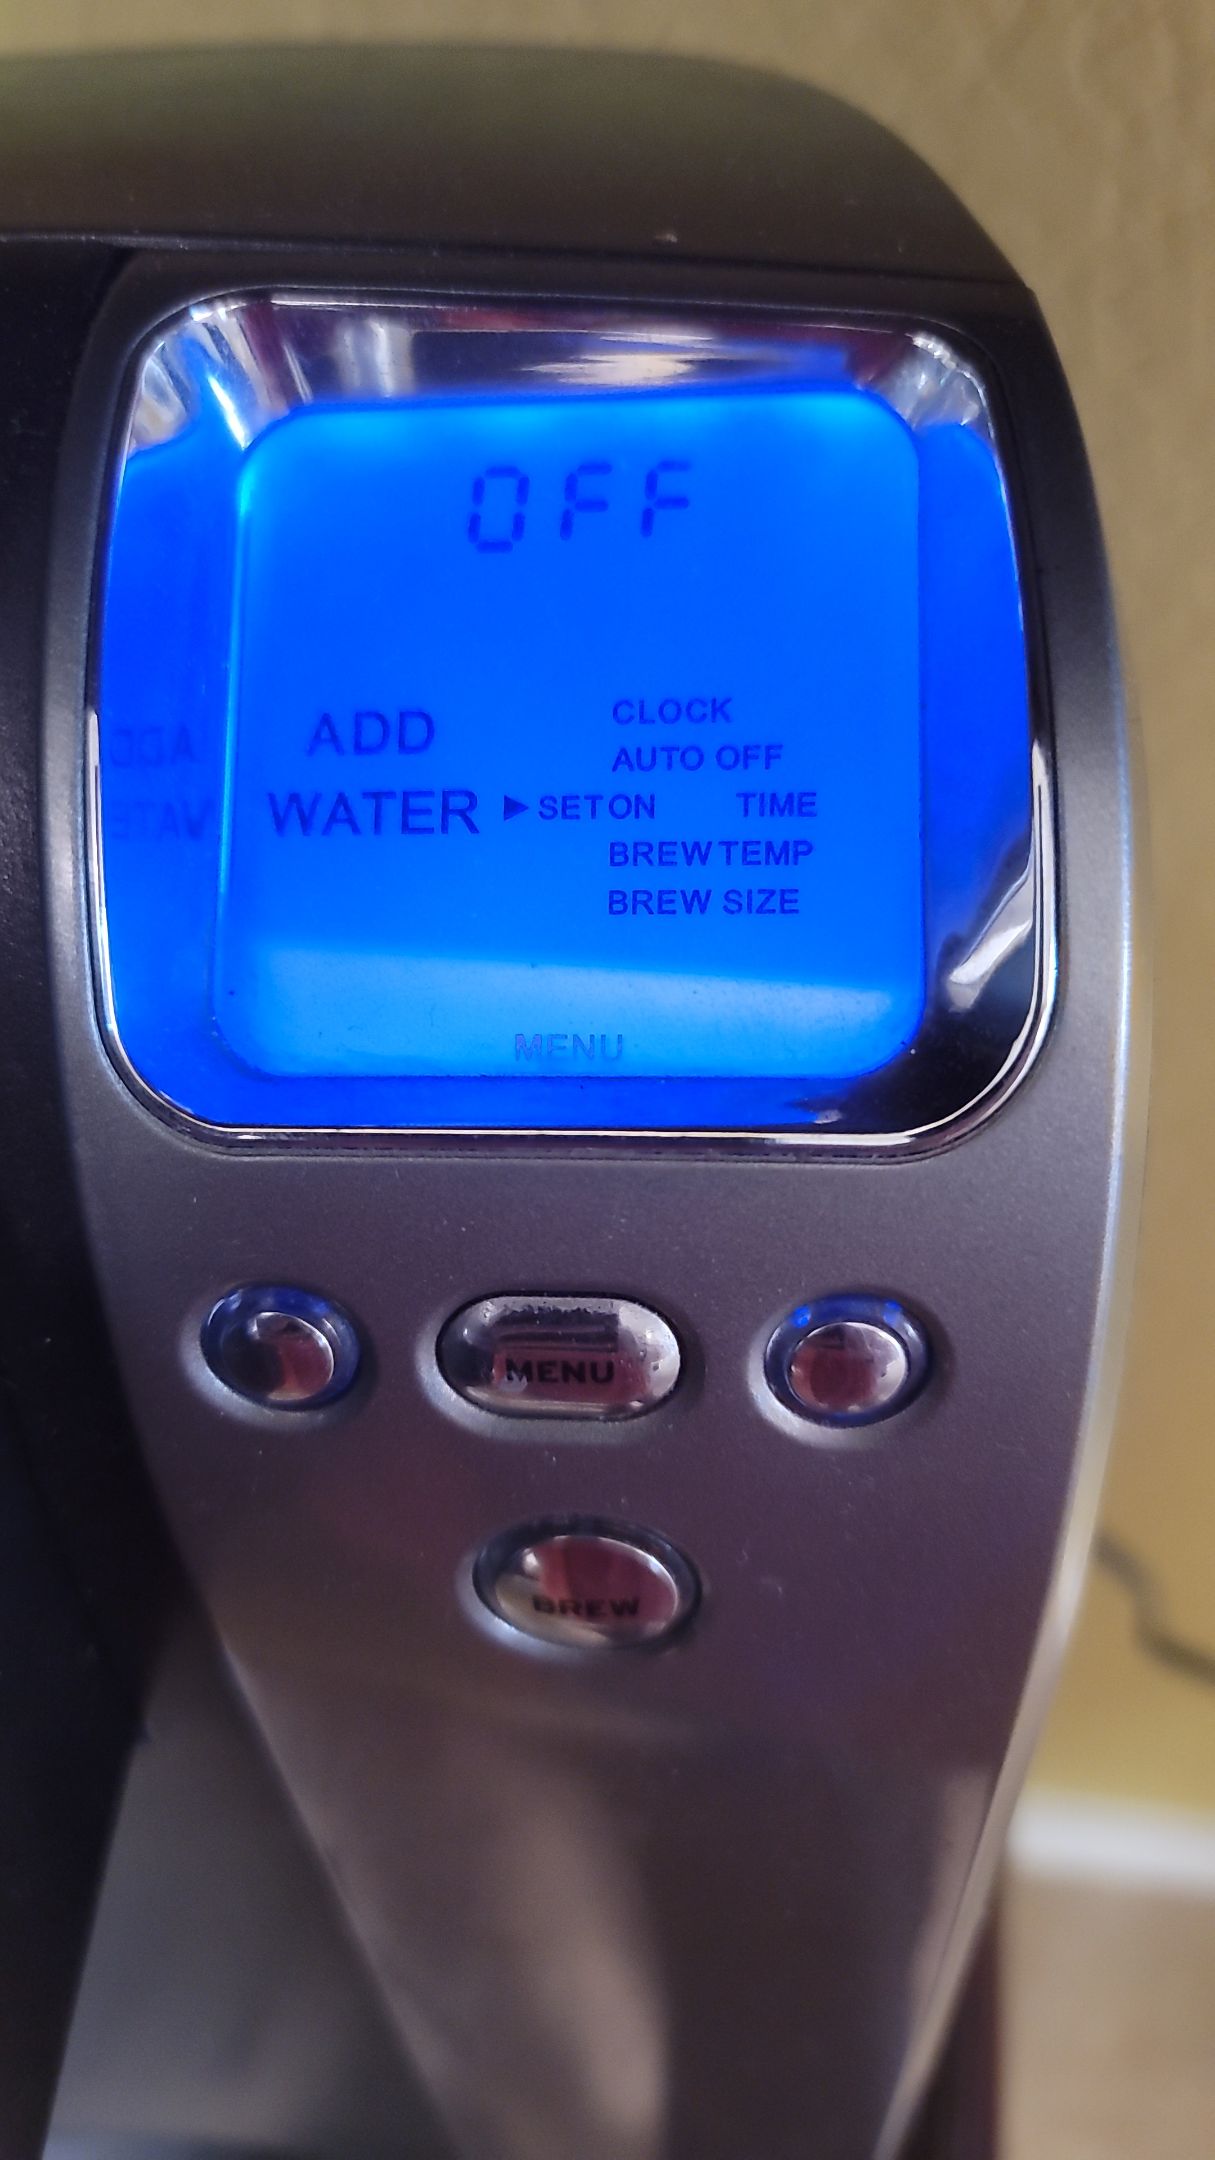 OFF
ADD
WATER
CLOCK
AUTO OFF
▶ SET ON TIME
BREW TEMP
BREW SIZE
MENU
MENU
BREW